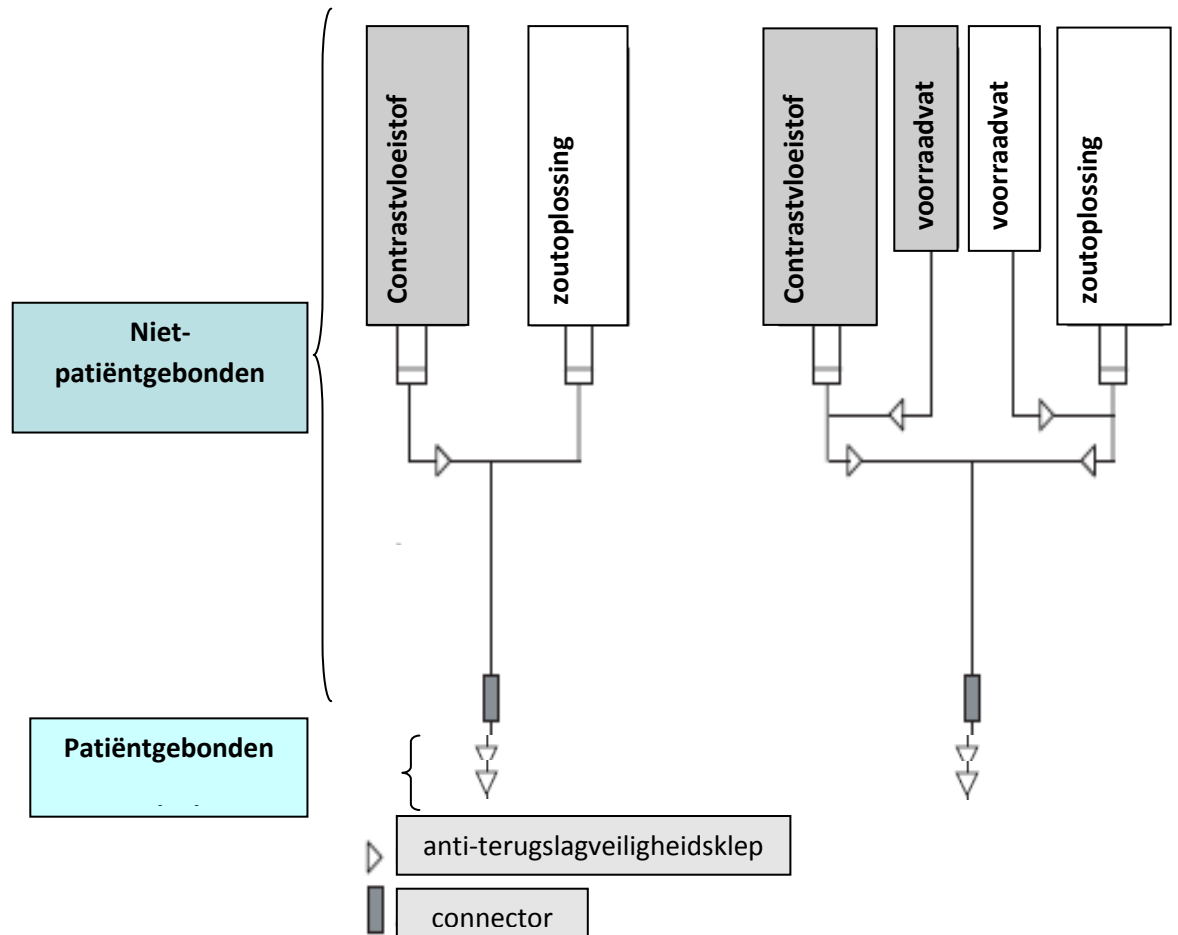 Contrastvloeistof
zoutoplossing
Contrastvloeistof
voorraadvat
voorraadvat
zoutoplossing
Niet-
patiëntgebonden
Patiëntgebonden
anti-terugslagveiligheidsklep
connector